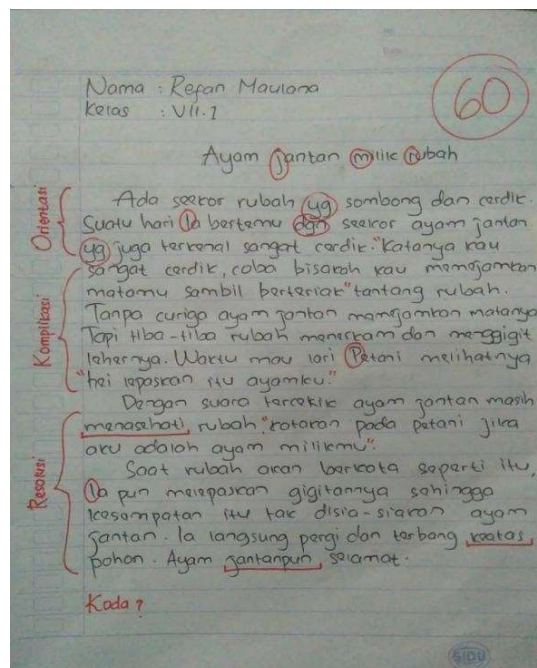 Nama : Refan Maulana
Kelas : VII.1
60
Ayam jantan milik rubah
Orientasi
Ada seekor rubah yg sombong dan cerdik.
Suatu hari Ia bertemu dgn seekor ayam jantan
yg juga terkenal sangat cerdik. "Katanya kau
sangat cerdik, coba bisakah kau memejamkan
matamu sambil berteriak" tantang rubah.
Komplikasi
Tanpa curiga ayam jantan memejamkan matanya
Tapi tiba-tiba rubah menerkam dan menggigit
lehernya. Waktu mau lari Petani melihatnya
"hei lepaskan itu ayamku."
Dengan suara tercekik ayam jantan masih
menasehati rubah "katakan pada petani jika
aku adalah ayam milikmu".
Resolusi
Saat rubah akan berkata seperti itu,
Ia pun melepaskan gigitannya sehingga
kesempatan itu tak disia-siakan ayam
jantan. Ia langsung pergi dan terbang keatas
pohon. Ayam jantanpun selamat.
Koda ?
SIDU